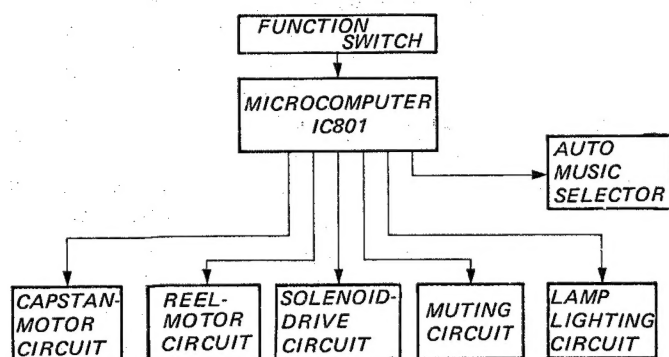 FUNCTION
SWITCH
MICROCOMPUTER
IC801
AUTO
MUSIC
SELECTOR
CAPSTAN-
MOTOR
CIRCUIT
REEL-
MOTOR
CIRCUIT
SOLENOID-
DRIVE
CIRCUIT
MUTING
CIRCUIT
LAMP
LIGHTING
CIRCUIT